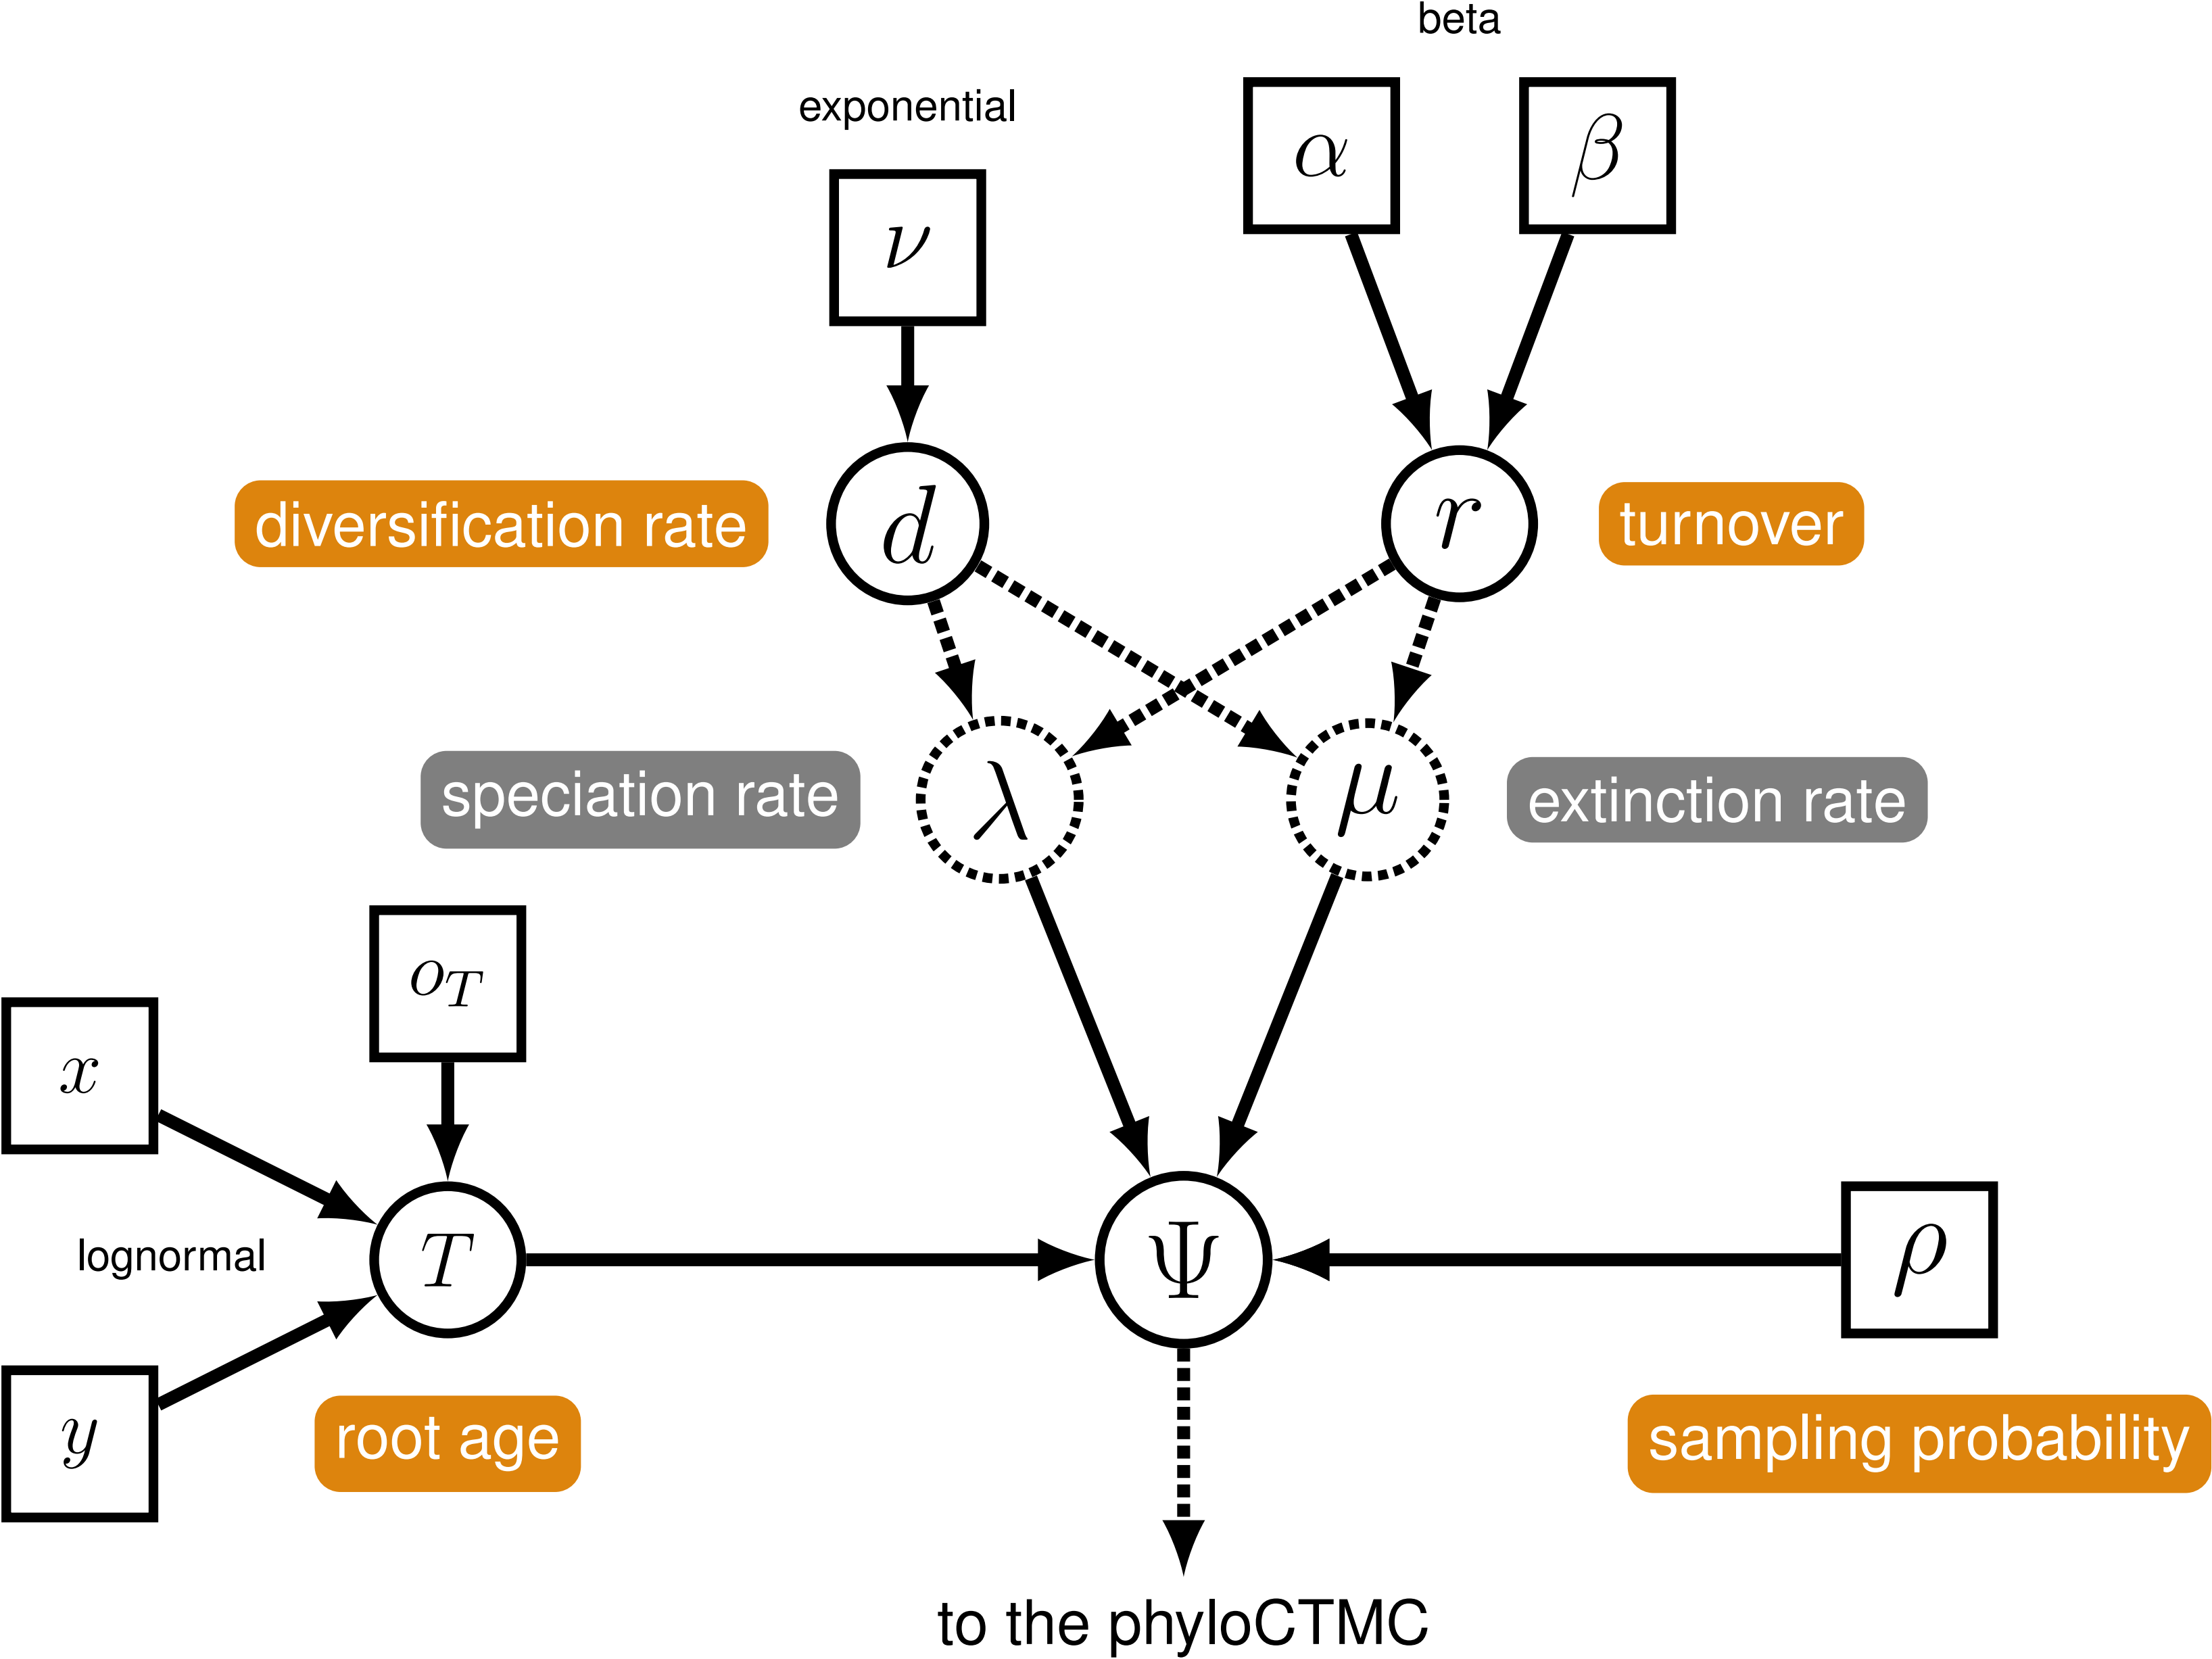 beta
exponential
α
β
ν
diversification rate
d
r
turnover
speciation rate
λ
μ
extinction rate
o_T
x
lognormal
T
Ψ
ρ
y
root age
sampling probability
to the phyloCTMC